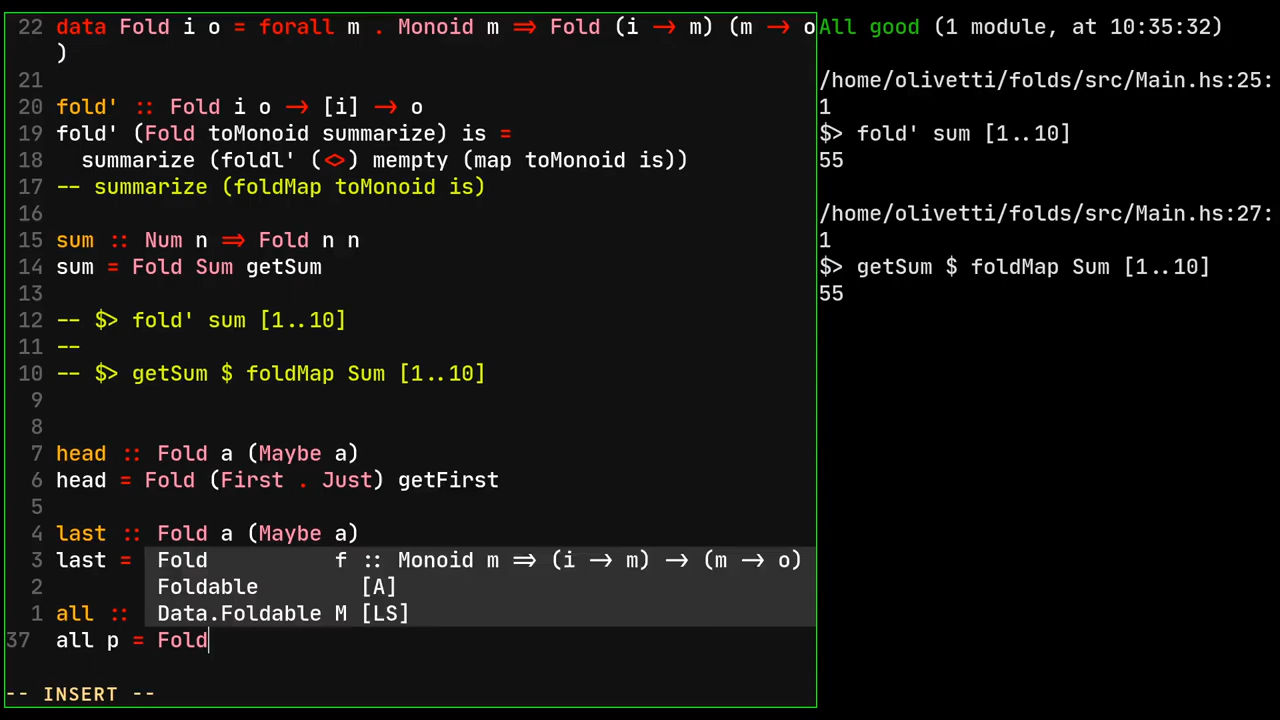 22 data Fold i o = forall m . Monoid m => Fold (i -> m) (m -> o
)
21
20 fold' :: Fold i o -> [i] -> o
19 fold' (Fold toMonoid summarize) is =
18   summarize (foldl' (<>) mempty (map toMonoid is))
17 -- summarize (foldMap toMonoid is)
16
15 sum :: Num n => Fold n n
14 sum = Fold Sum getSum
13
12 -- $> fold' sum [1..10]
11 --
10 -- $> getSum $ foldMap Sum [1..10]
9
8
7 head :: Fold a (Maybe a)
6 head = Fold (First . Just) getFirst
5
4 last :: Fold a (Maybe a)
3 last = Fold f :: Monoid m => (i -> m) -> (m -> o)
2 Foldable [A]
1 all :: Data.Foldable M [LS]
37 all p = Fold
-- INSERT --
All good (1 module, at 10:35:32)
/home/olivetti/folds/src/Main.hs:25:
1
$> fold' sum [1..10]
55
/home/olivetti/folds/src/Main.hs:27:
1
$> getSum $ foldMap Sum [1..10]
55